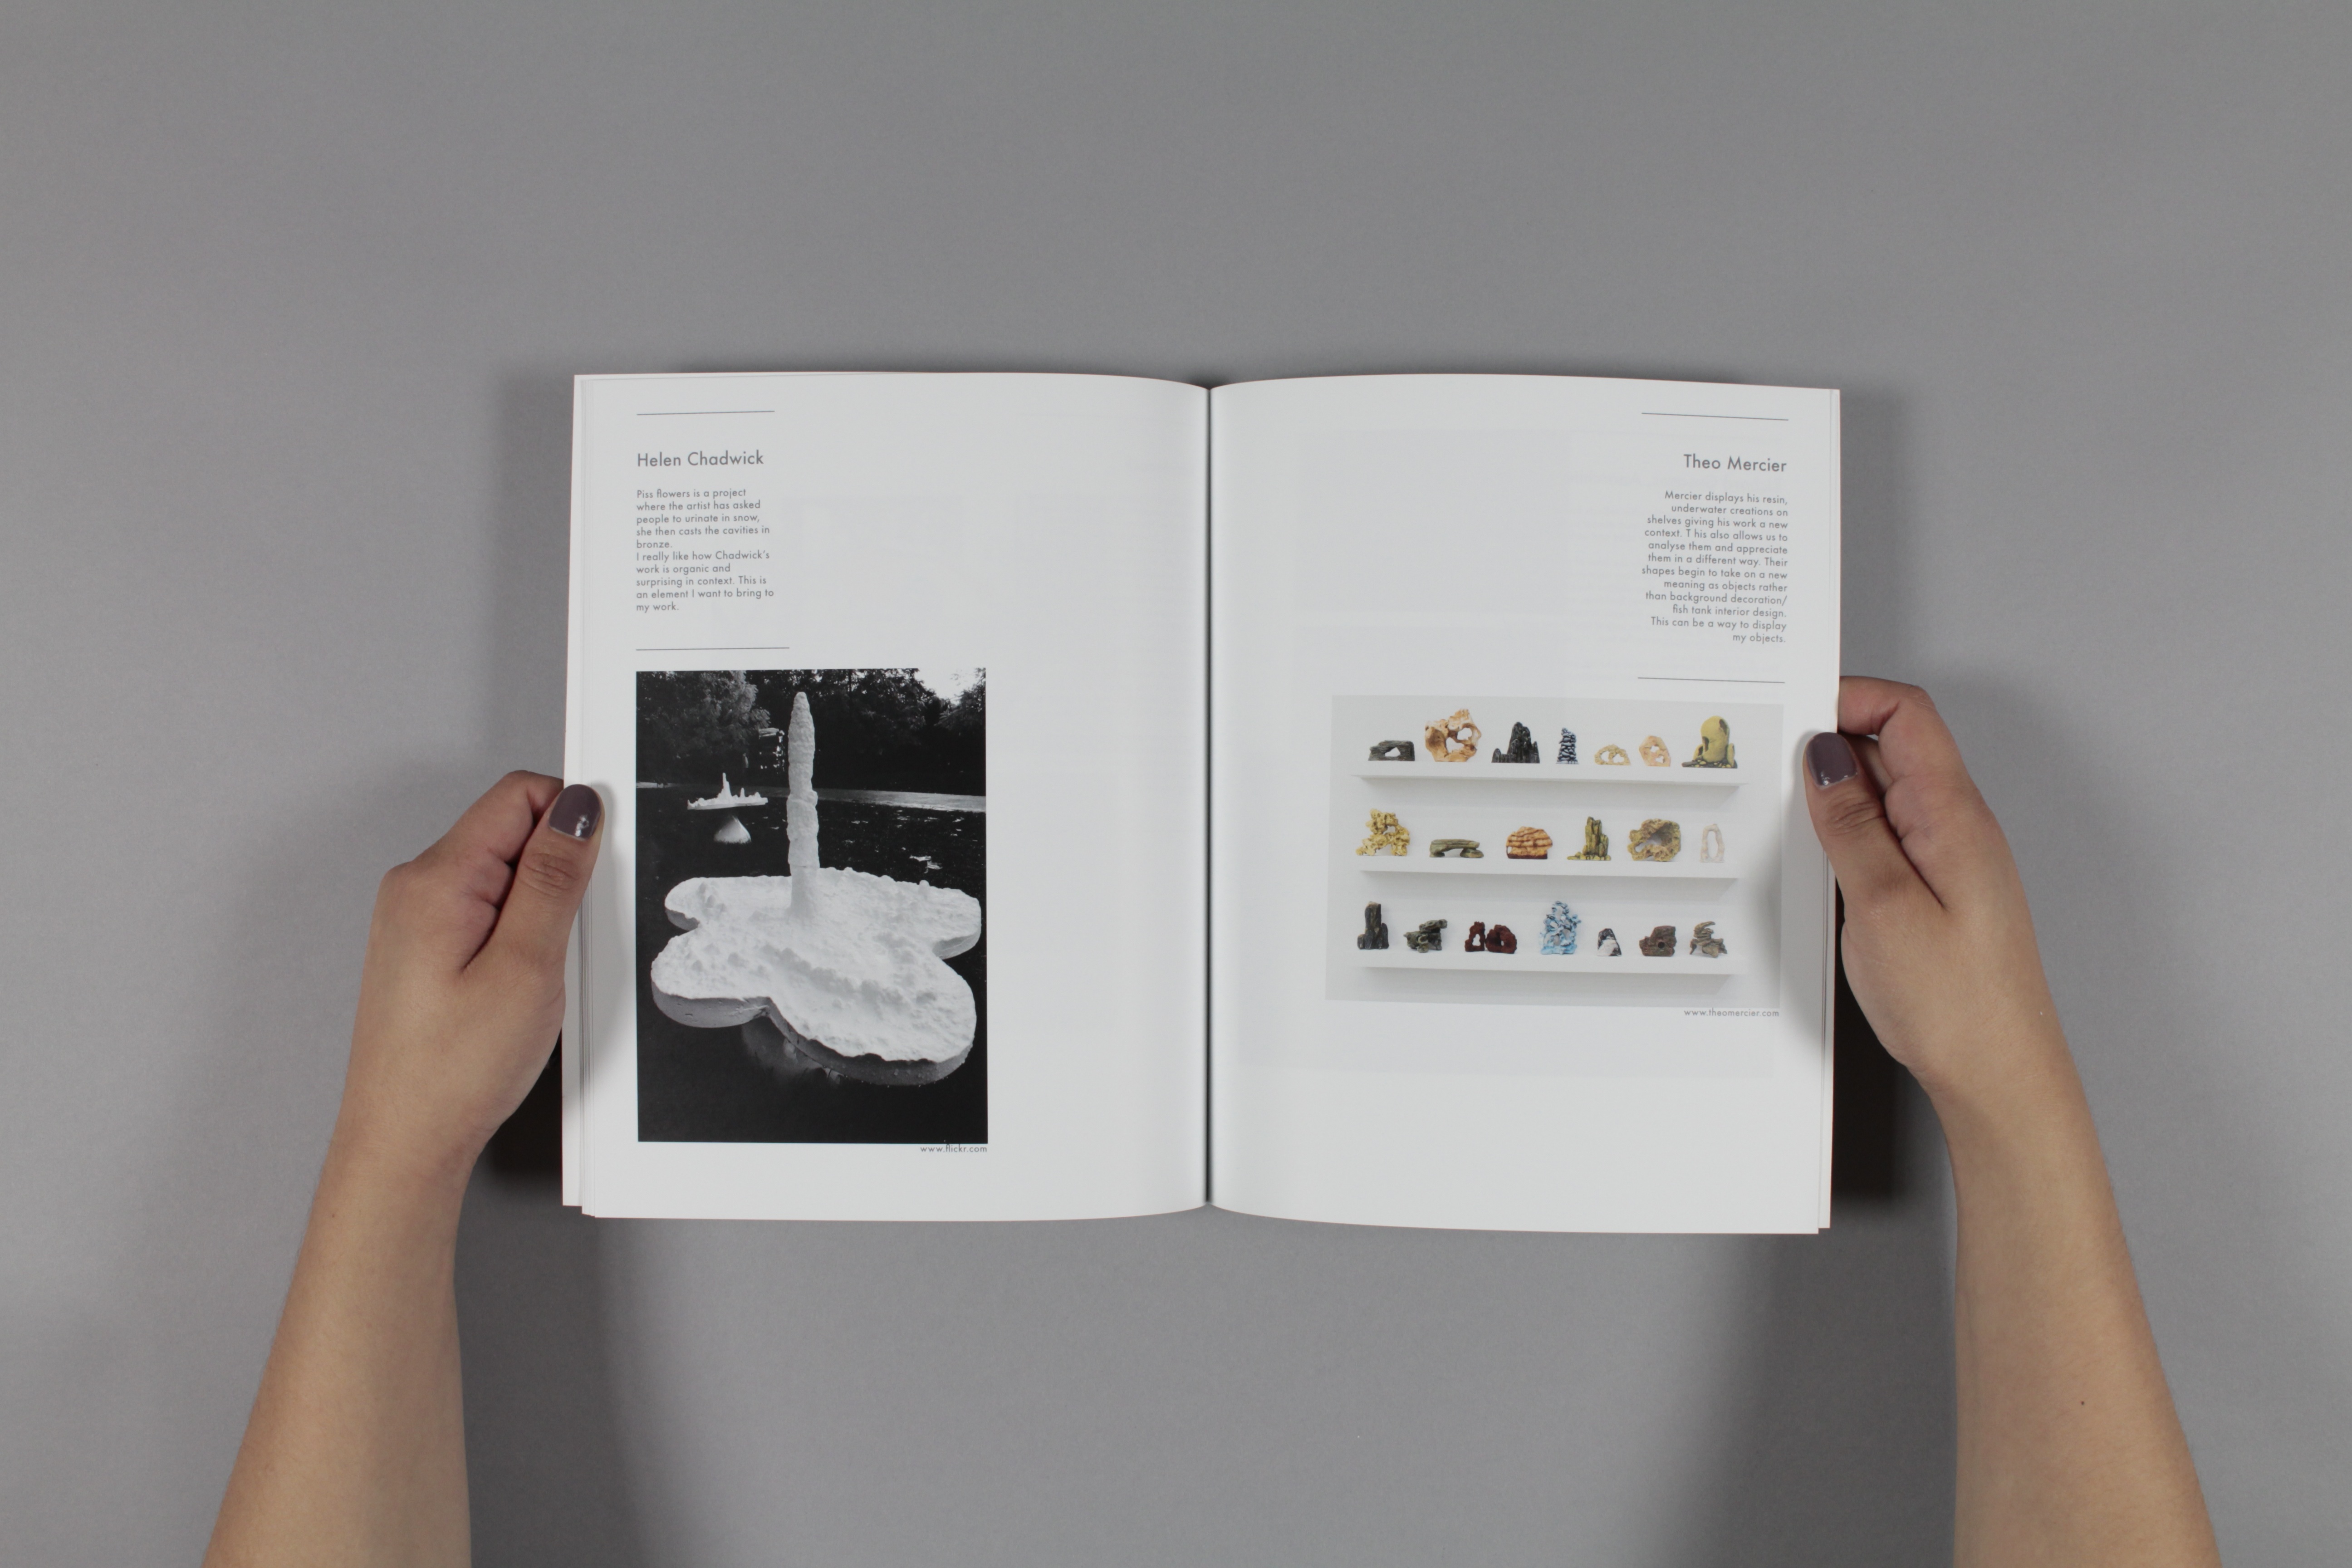 Helen Chadwick
Piss flowers is a project
where the artist has asked
people to urinate in snow,
she then casts the cavities in
bronze.
I really like how Chadwick's
work is organic and
surprising in context. This is
an element I want to bring to
my work.
www.flickr.com
Theo Mercier
Mercier displays his resin,
underwater creations on
shelves giving his work a new
context. T his also allows us to
analyse them and appreciate
them in a different way. Their
shapes begin to take on a new
meaning as objects rather
than background decoration/
fish tank interior design.
This can be a way to display
my objects.
www.theomercier.com